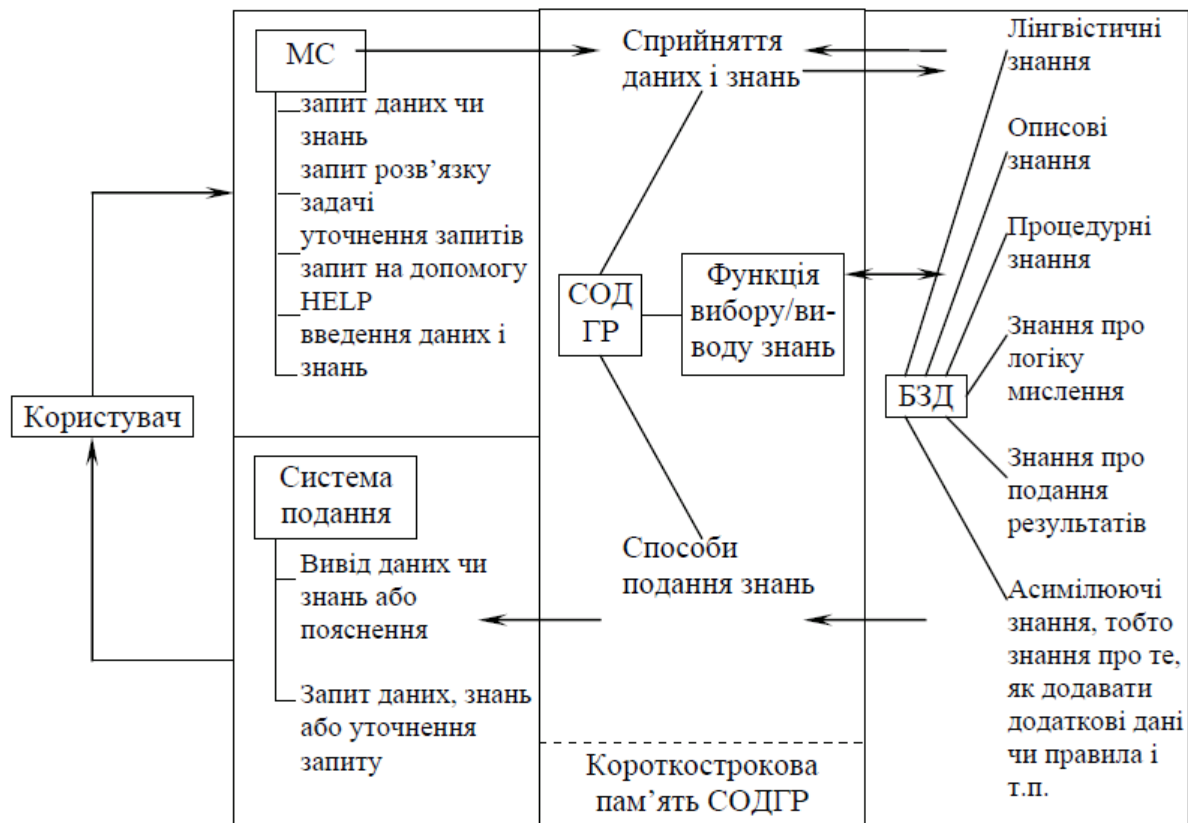 МС
запит даних чи
знань
запит розв’язку
задачі
уточнення запитів
запит на допомогу
HELP
введення даних і
знань
Користувач
Система
подання
Вивід даних чи
знань або
пояснення
Запит даних, знань
або уточнення
запиту
Сприйняття
даних і знань
СОД
ГР
Функція
вибору/ви-
воду знань
Способи
подання знань
Короткострокова
пам’ять СОДГР
БЗД
Лінгвістичні
знання
Описові
знання
Процедурні
знання
Знання про
логіку
мислення
Знання про
подання
результатів
Асимілюючі
знання, тобто
знання про те,
як додавати
додаткові дані
чи правила і
т.п.